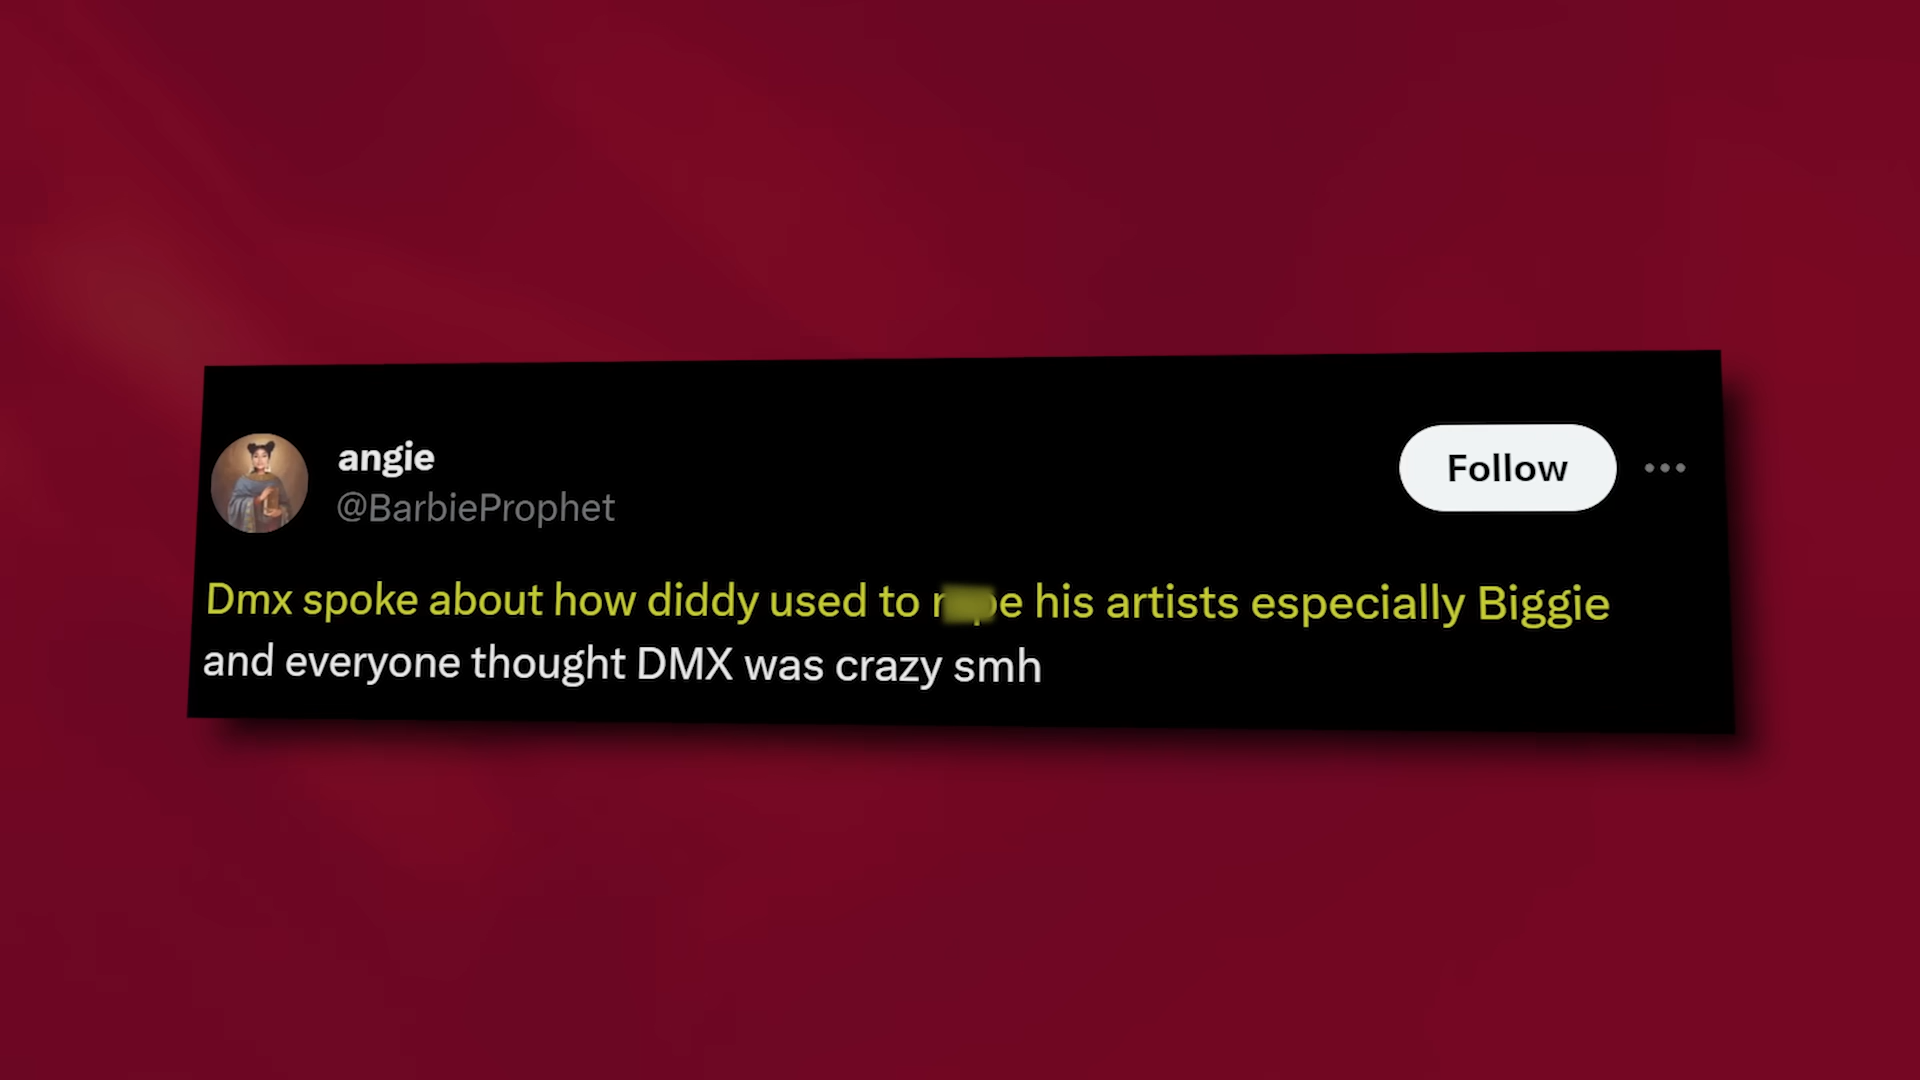 angie
@BarbieProphet
Follow
Dmx spoke about how diddy used to his artists especially Biggie
and everyone thought DMX was crazy smh